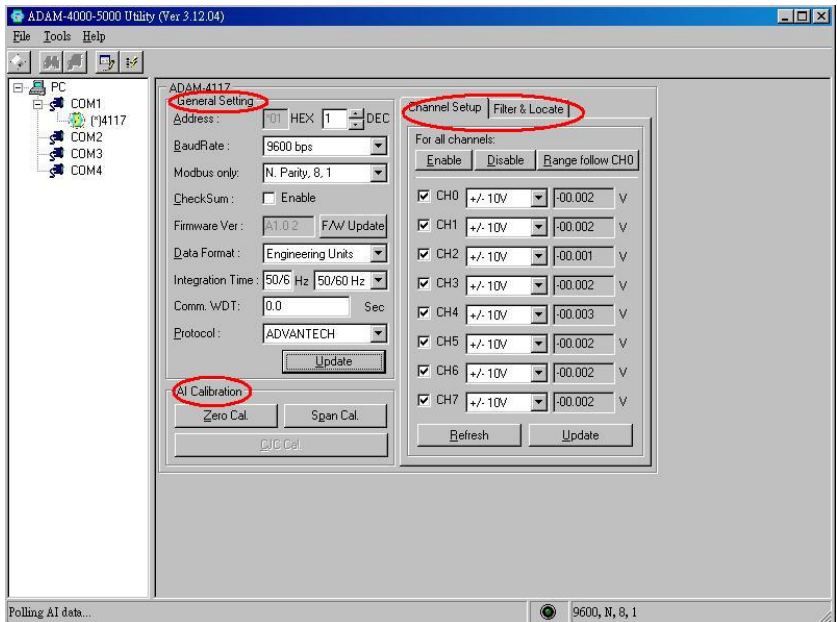 ADAM-4000-5000 Utility (Ver 3.12.04)
File Tools Help
PC
COM1
(*)4117
COM2
COM3
COM4
ADAM-4117
General Setting
Address : *01 HEX 1 DEC
BaudRate : 9600 bps
Modbus only: N. Parity, 8, 1
CheckSum : Enable
Firmware Ver : A1.0.2 F/W Update
Data Format : Engineering Units
Integration Time : 50/6 Hz 50/60 Hz
Comm. WDT: 0.0 Sec
Protocol : ADVANTECH
Update
AI Calibration
Zero Cal. Span Cal.
CJC Cal.
Channel Setup Filter & Locate
For all channels:
Enable Disable Range follow CH0
CH0 +/- 10V -00.002 V
CH1 +/- 10V -00.002 V
CH2 +/- 10V -00.001 V
CH3 +/- 10V -00.002 V
CH4 +/- 10V -00.003 V
CH5 +/- 10V -00.002 V
CH6 +/- 10V -00.002 V
CH7 +/- 10V -00.002 V
Refresh Update
Polling AI data... 9600, N, 8, 1